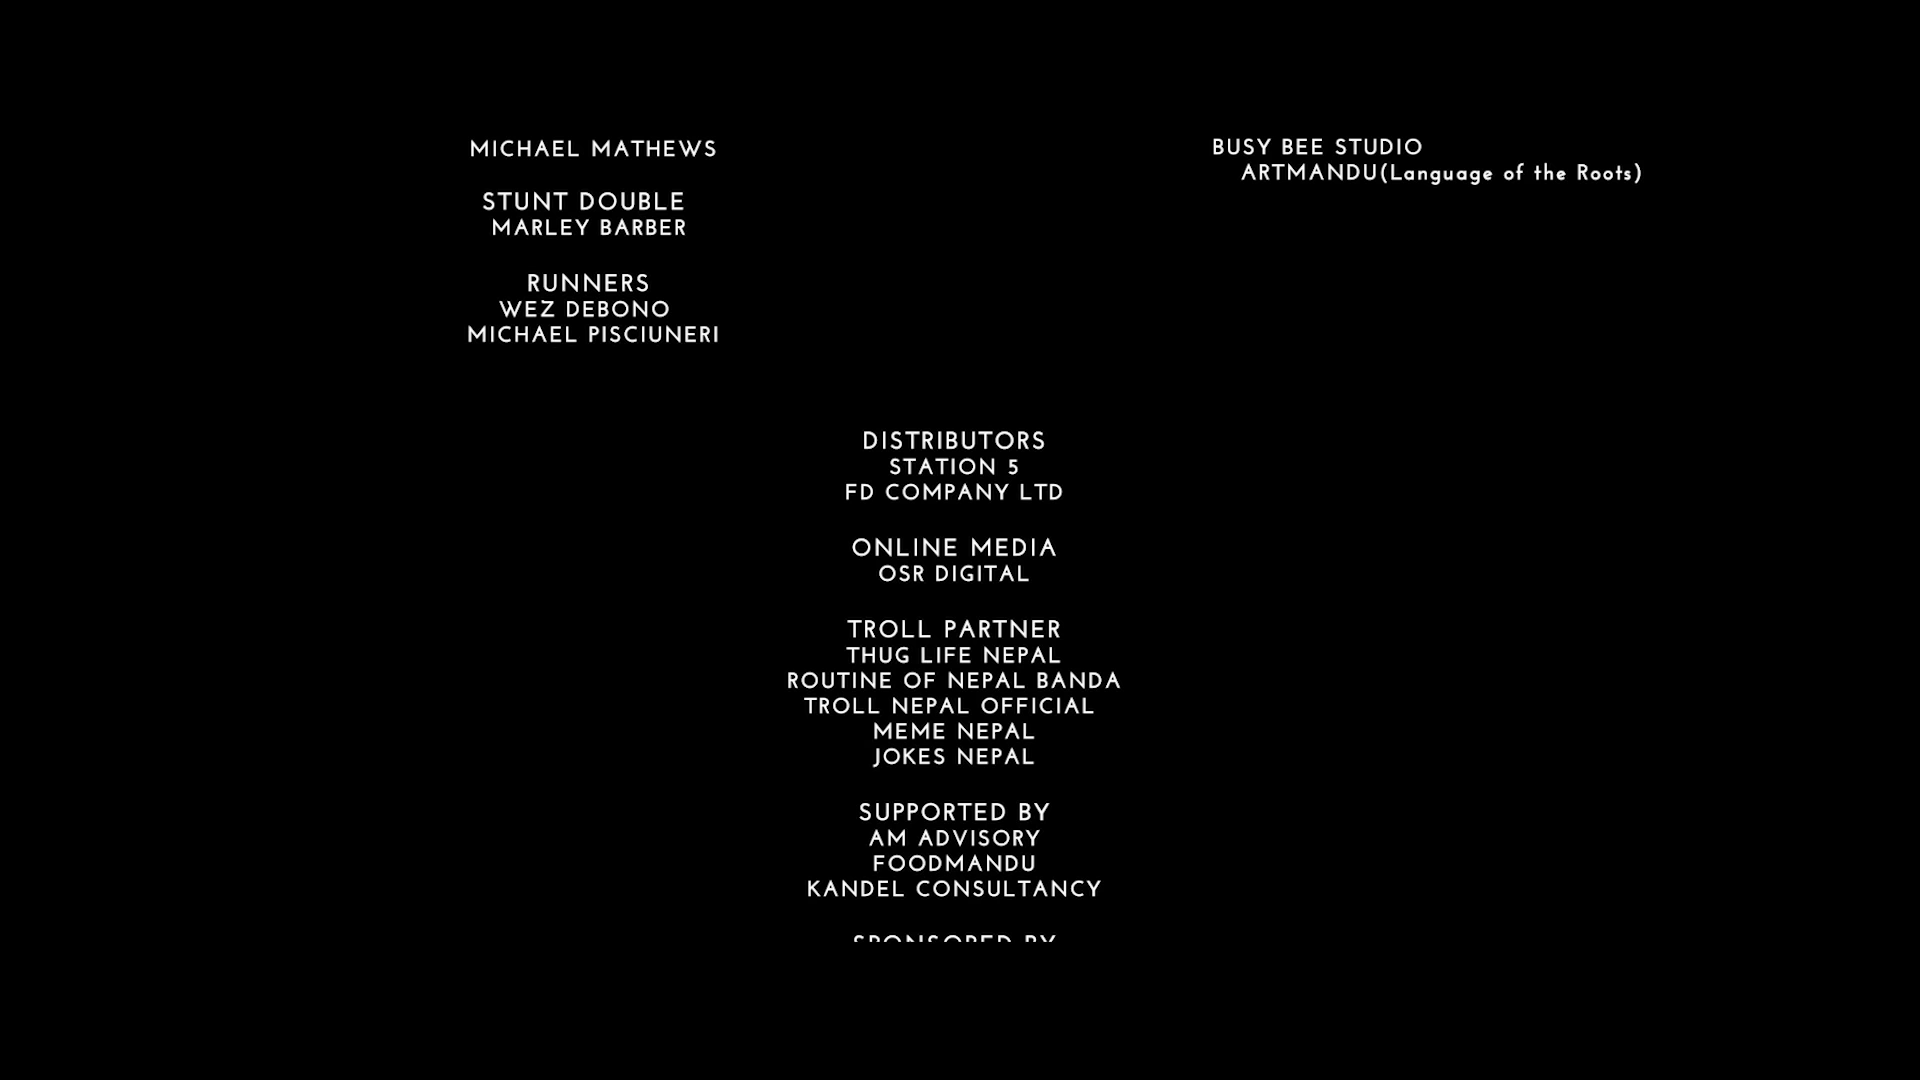 MICHAEL MATHEWS
STUNT DOUBLE
MARLEY BARBER
RUNNERS
WEZ DEBONO
MICHAEL PISCIUNERI
BUSY BEE STUDIO
ARTMANDU(Language of the Roots)
DISTRIBUTORS
STATION 5
FD COMPANY LTD
ONLINE MEDIA
OSR DIGITAL
TROLL PARTNER
THUG LIFE NEPAL
ROUTINE OF NEPAL BANDA
TROLL NEPAL OFFICIAL
MEME NEPAL
JOKES NEPAL
SUPPORTED BY
AM ADVISORY
FOODMANDU
KANDEL CONSULTANCY
SPONSORED BY